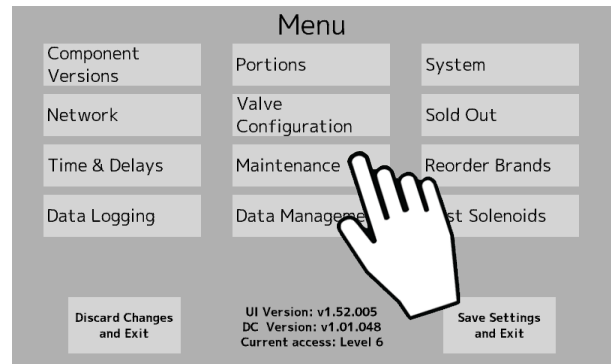 Menu
Component
Versions
Portions
System
Network
Valve
Configuration
Sold Out
Time & Delays
Maintenance
Reorder Brands
Data Logging
Data
Solenoids
Discard Changes
and Exit
UI Version: v1.52.005
DC Version: v1.01.048
Current access: Level 6
Save Settings
and Exit